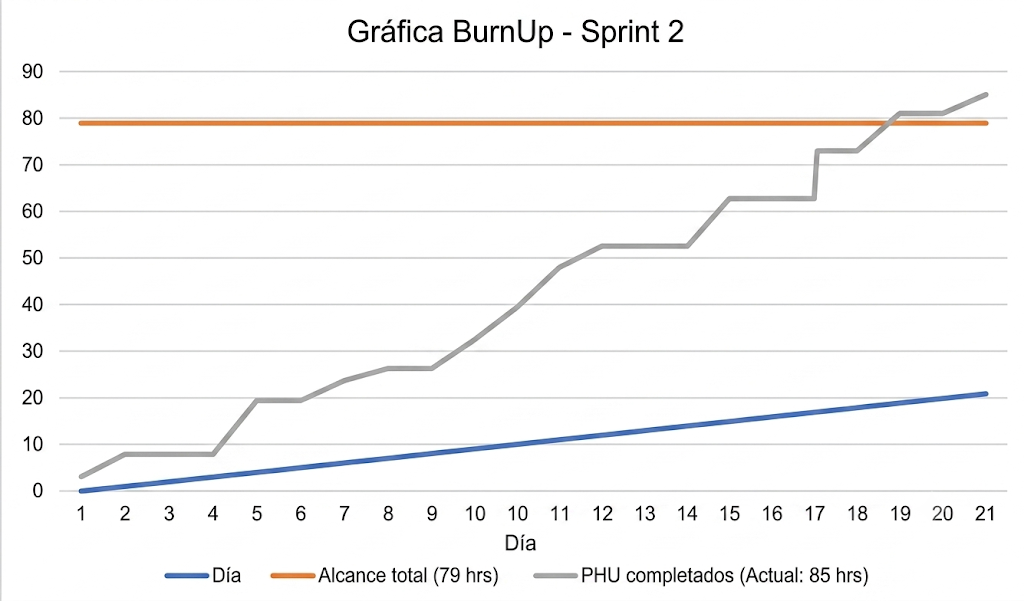 Gráfica BurnUp - Sprint 2
90
80
70
60
50
40
30
20
10
0
1 2 3 4 5 6 7 8 9 10 10 11 12 13 14 15 16 17 18 19 20 21
Día
Día Alcance total (79 hrs) PHU completados (Actual: 85 hrs)